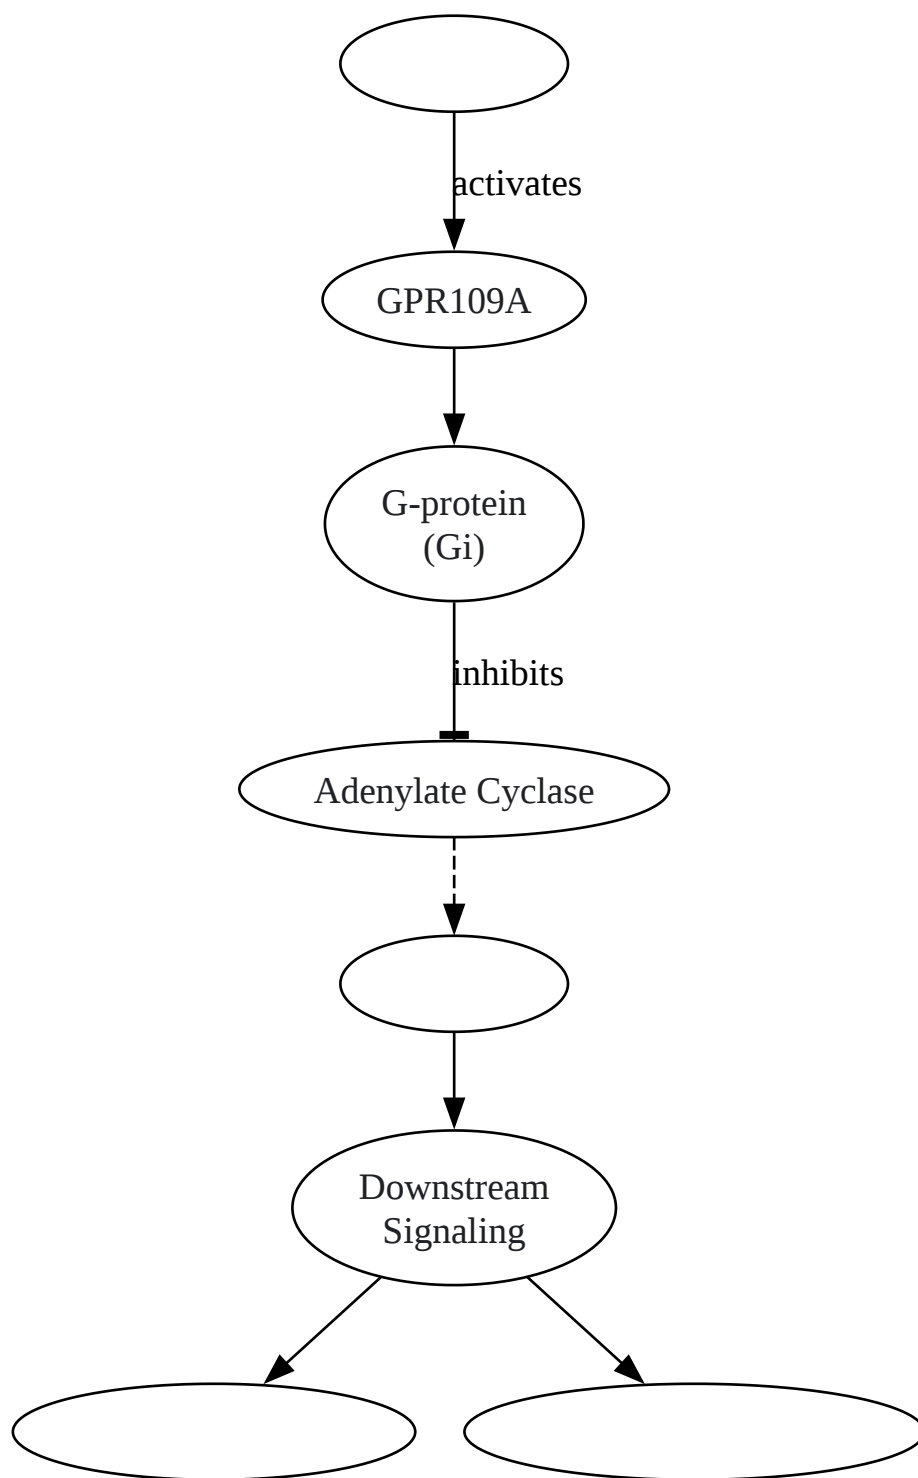 activates
GPR109A
G-protein
(Gi)
inhibits
Adenylate Cyclase
Downstream
Signaling